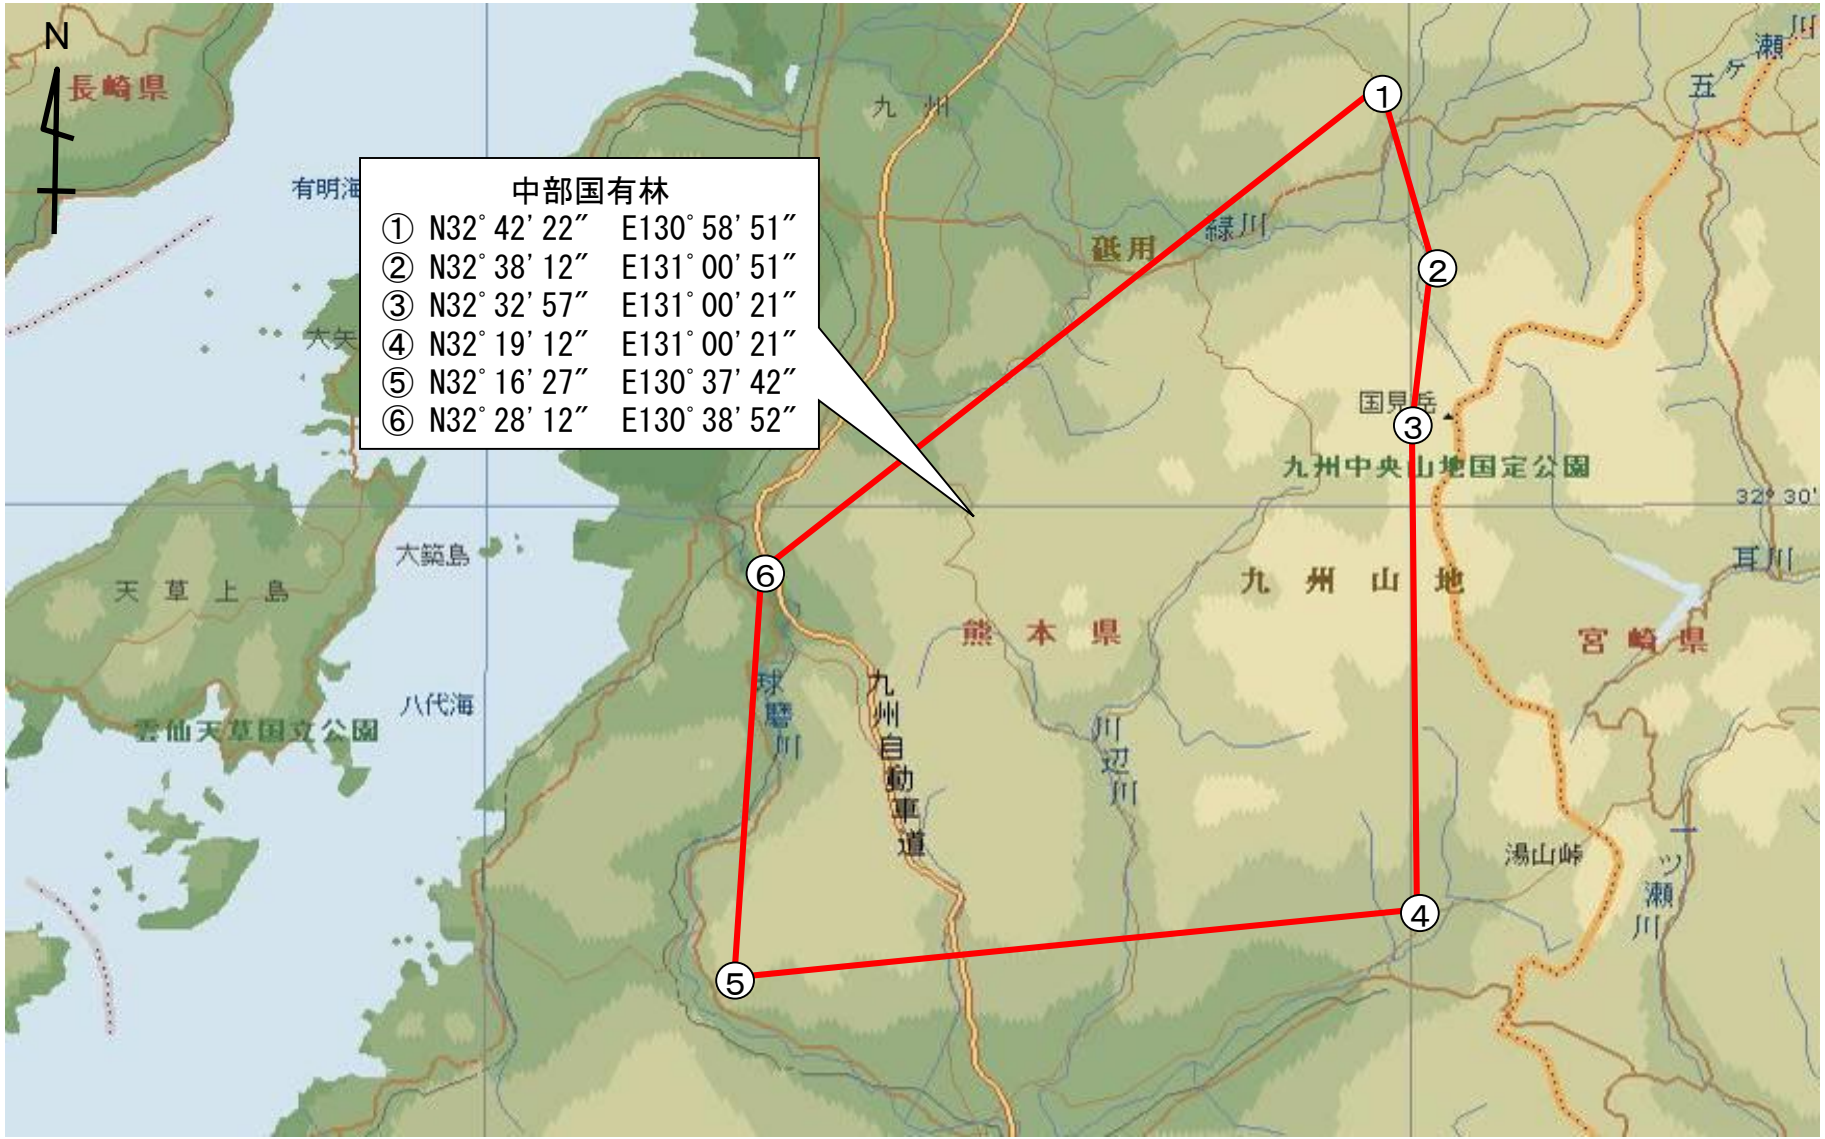 N
長崎県
九州
五ヶ瀬川
①
有明海
中部国有林
① N32°42'22" E130°58'51"
② N32°38'12" E131°00'51"
③ N32°32'57" E131°00'21"
④ N32°19'12" E131°00'21"
⑤ N32°16'27" E130°37'42"
⑥ N32°28'12" E130°38'52"
砥用
緑川
②
大矢
国見岳
③
九州中央山地国定公園
32° 30'
大築島
天草上島
⑥
九州山地
耳川
熊本県
宮崎県
球磨川
八代海
雲仙天草国立公園
九州自動車道
川辺川
湯山峠
一ツ瀬川
④
⑤